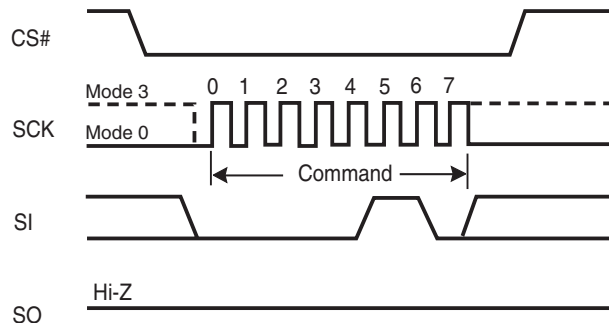 CS#
Mode 3
0 1 2 3 4 5 6 7
SCK
Mode 0
Command
SI
Hi-Z
SO